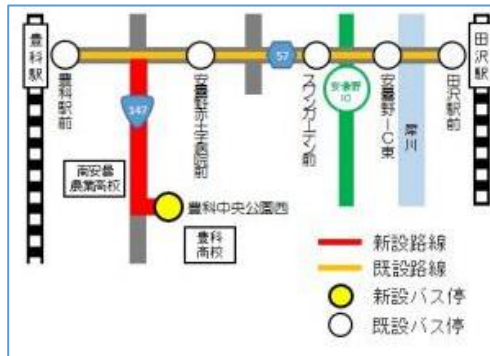 豊科駅
田沢駅
57
豊科駅前
安曇野赤十字病院前
スワンガーデン前
安曇野
IC
安曇野IC東
犀川
田沢駅前
147
南安曇
農業高校
豊科中央公園西
豊科
高校
新設路線
既設路線
新設バス停
既設バス停